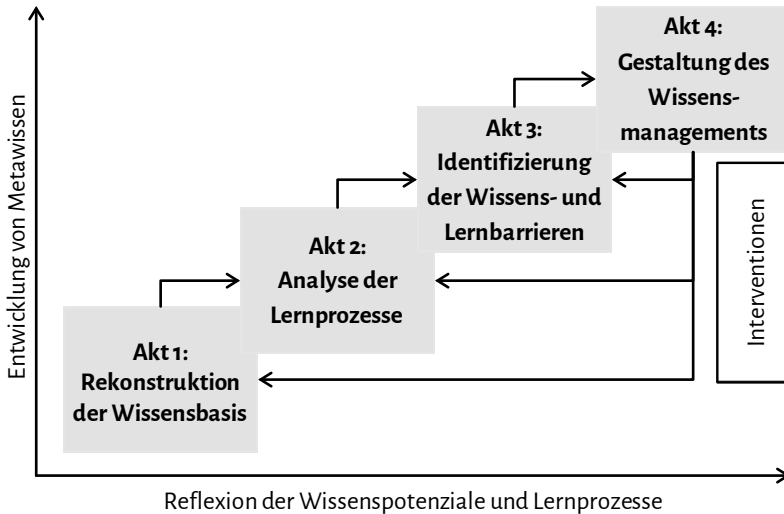 Entwicklung von Metawissen
Akt 1:
Rekonstruktion
der Wissensbasis
Akt 2:
Analyse der
Lernprozesse
Akt 3:
Identifizierung
der Wissens- und
Lernbarrieren
Akt 4:
Gestaltung des
Wissens-
managements
Interventionen
Reflexion der Wissenspotenziale und Lernprozesse